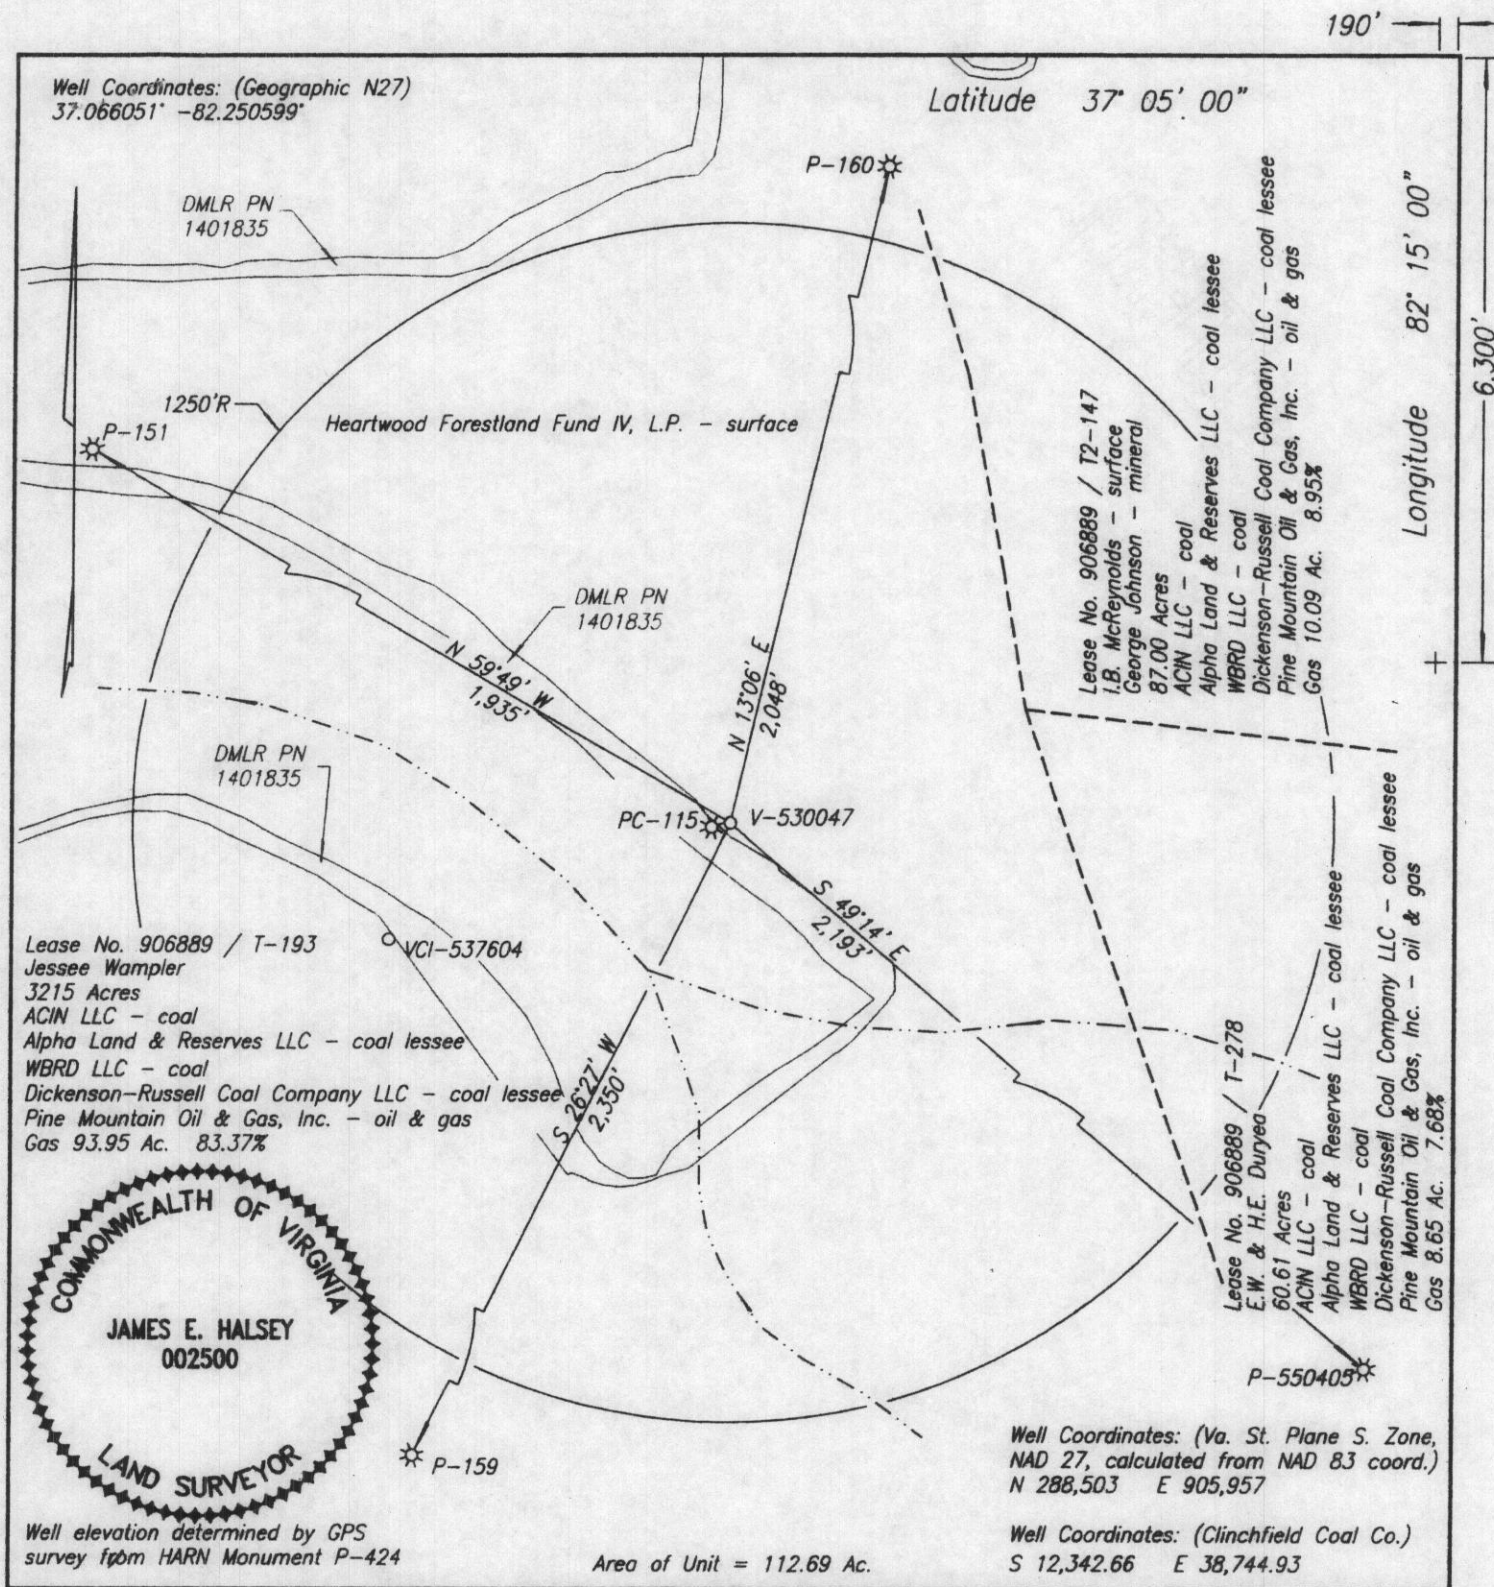 190'
Well Coordinates: (Geographic N27)
37.066051° -82.250599°
Latitude 37° 05' 00"
P-160
DMLR PN
1401835
82° 15' 00"
Longitude
6,300'
1250'R
P-151
Heartwood Forestland Fund IV, L.P. - surface
Lease No. 906889 / T2-147
I.B. McReynolds - surface
George Johnson - mineral
87.00 Acres
ACIN LLC - coal
Alpha Land & Reserves LLC - coal lessee
WBRD LLC - coal
Dickenson-Russell Coal Company LLC - coal lessee
Pine Mountain Oil & Gas, Inc. - oil & gas
Gas 10.09 Ac. 8.95%
DMLR PN
1401835
N 59°49' W
1,935'
N 13°06' E
2,048'
DMLR PN
1401835
PC-115
V-530047
S 49°14' E
2,193'
Lease No. 906889 / T-193
Jessee Wampler
3215 Acres
ACIN LLC - coal
Alpha Land & Reserves LLC - coal lessee
WBRD LLC - coal
Dickenson-Russell Coal Company LLC - coal lessee
Pine Mountain Oil & Gas, Inc. - oil & gas
Gas 93.95 Ac. 83.37%
VCI-537604
S 26°27' W
2,350'
Lease No. 906889 / T-278
E.W. & H.E. Duryea
60.61 Acres
ACIN LLC - coal
Alpha Land & Reserves LLC - coal lessee
WBRD LLC - coal
Dickenson-Russell Coal Company LLC - coal lessee
Pine Mountain Oil & Gas, Inc. - oil & gas
Gas 8.65 Ac. 7.68%
COMMONWEALTH OF VIRGINIA
JAMES E. HALSEY
002500
LAND SURVEYOR
P-550405
P-159
Well Coordinates: (Va. St. Plane S. Zone,
NAD 27, calculated from NAD 83 coord.)
N 288,503 E 905,957
Well elevation determined by GPS
survey from HARN Monument P-424
Area of Unit = 112.69 Ac.
Well Coordinates: (Clinchfield Coal Co.)
S 12,342.66 E 38,744.93